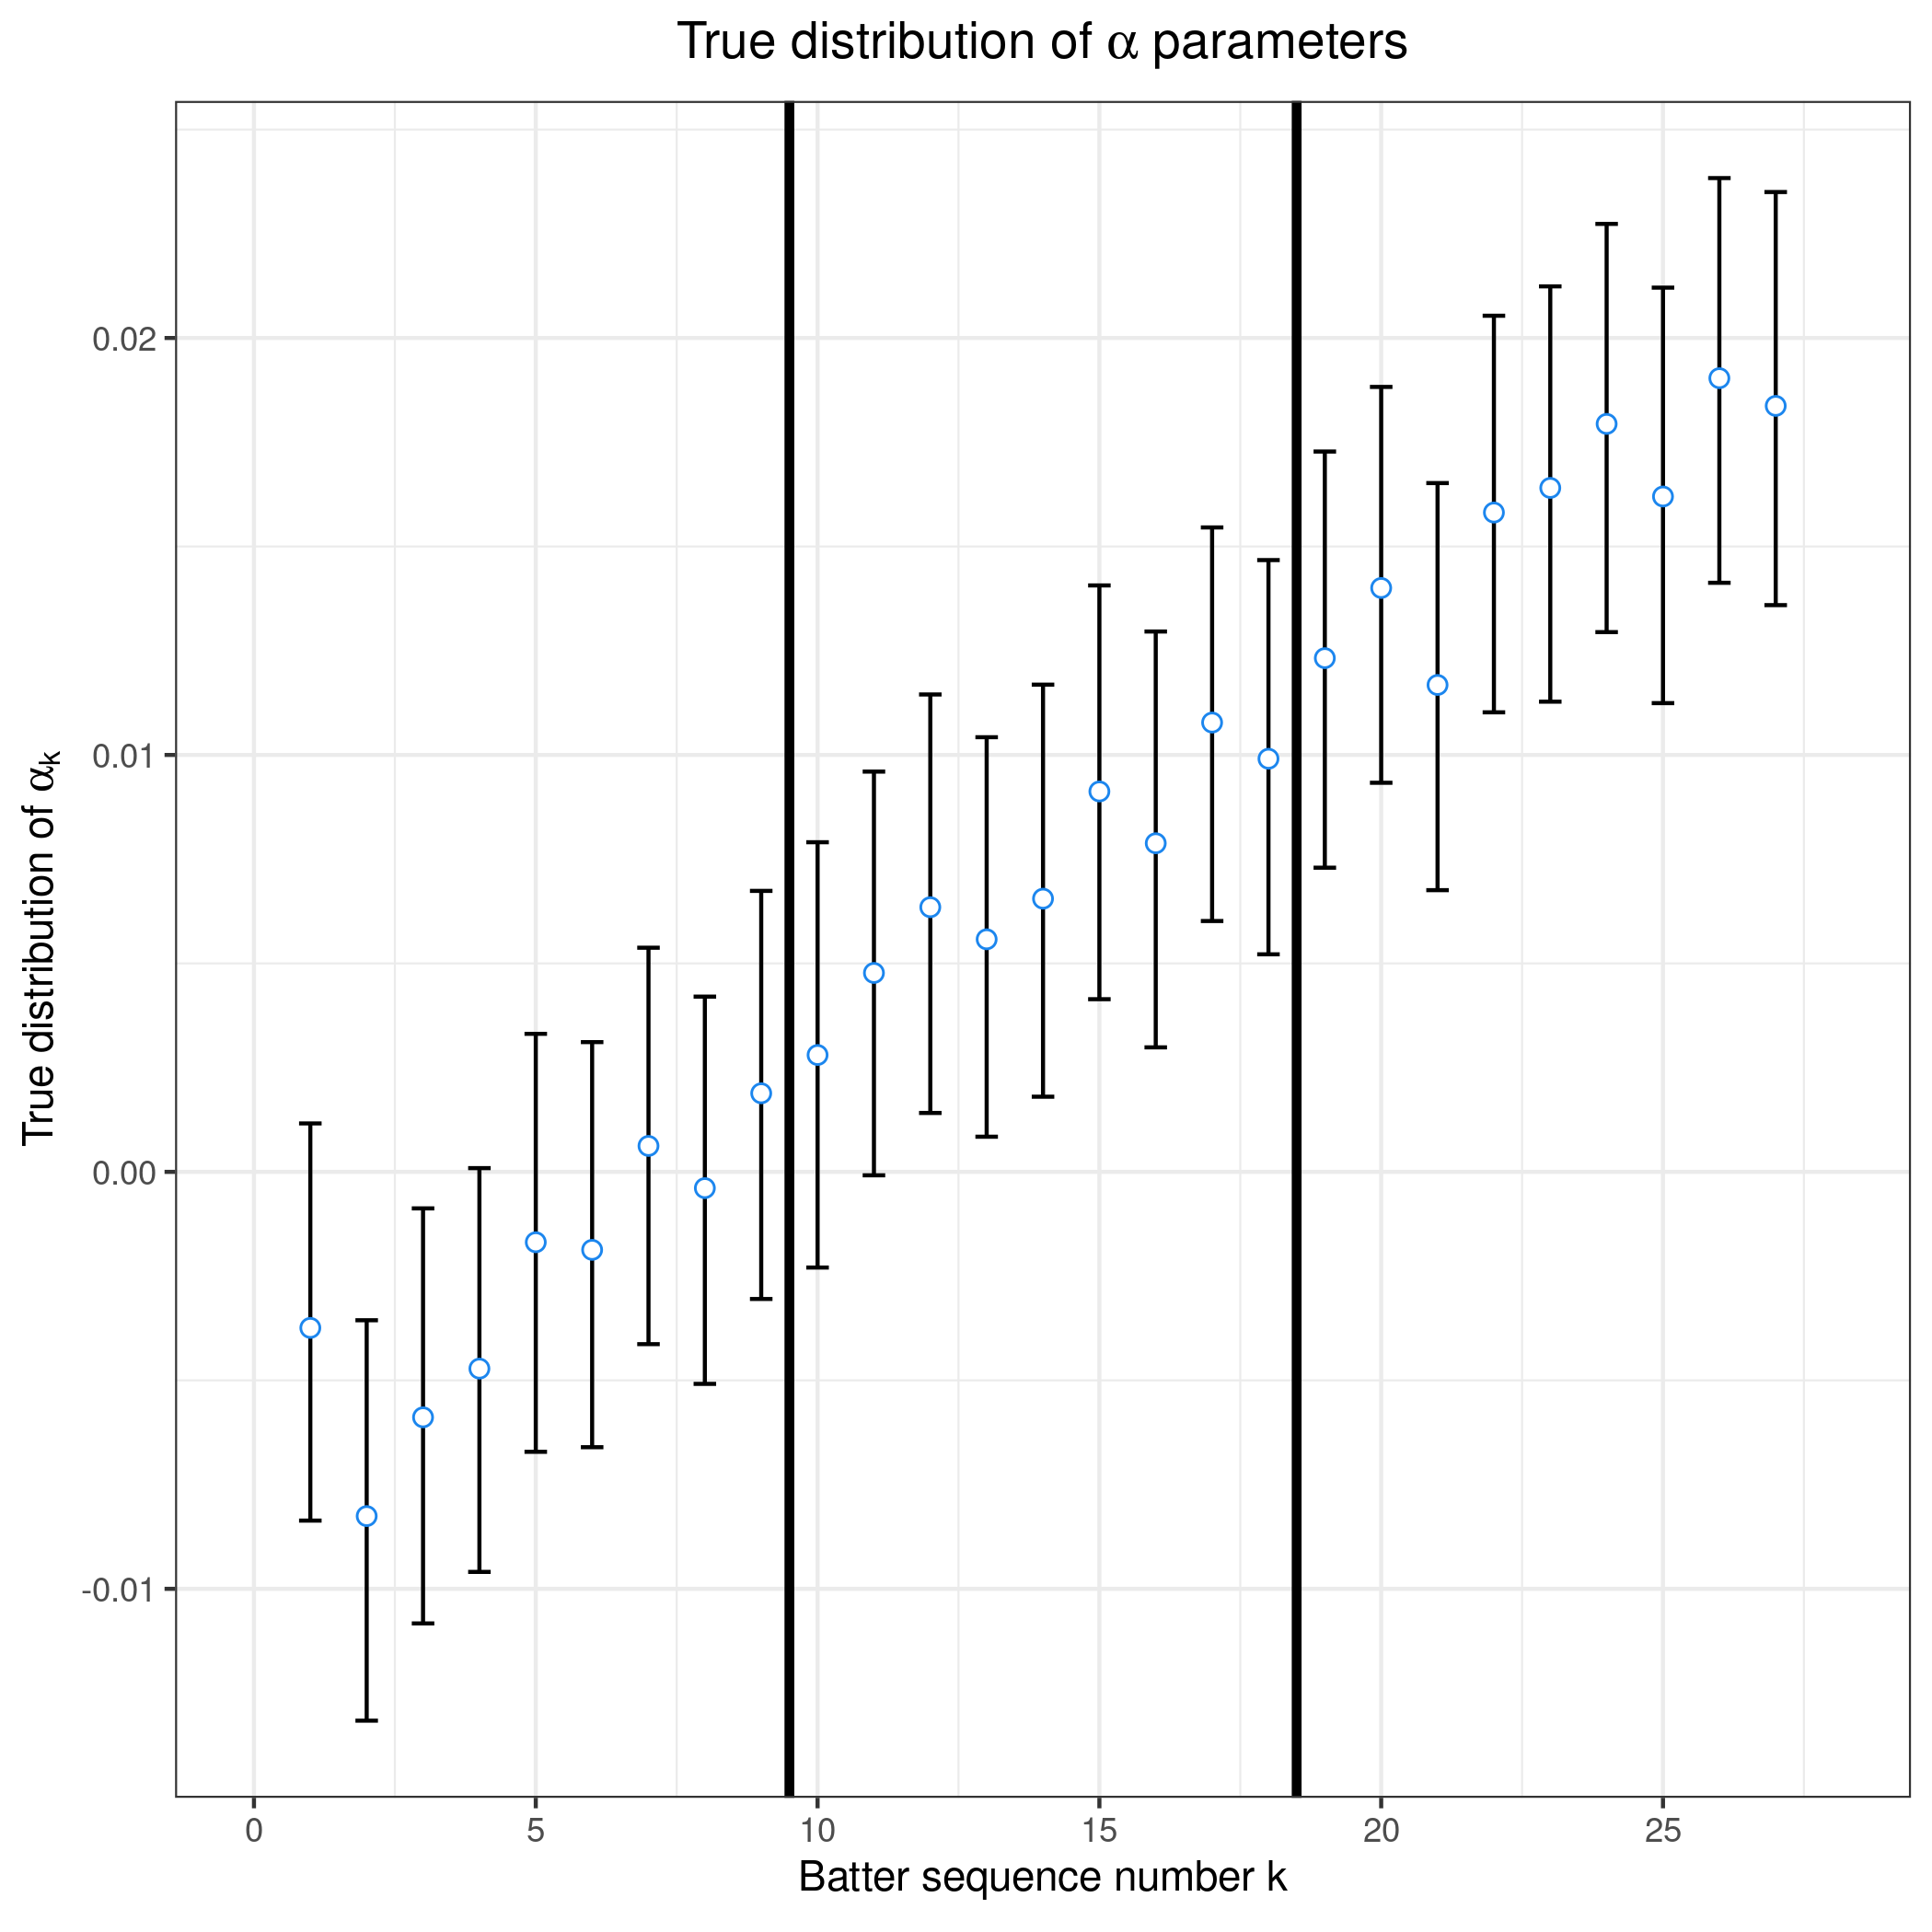 True distribution of α parameters
True distribution of αk
0.02
0.01
0.00
-0.01
0 5 10 15 20 25
Batter sequence number k